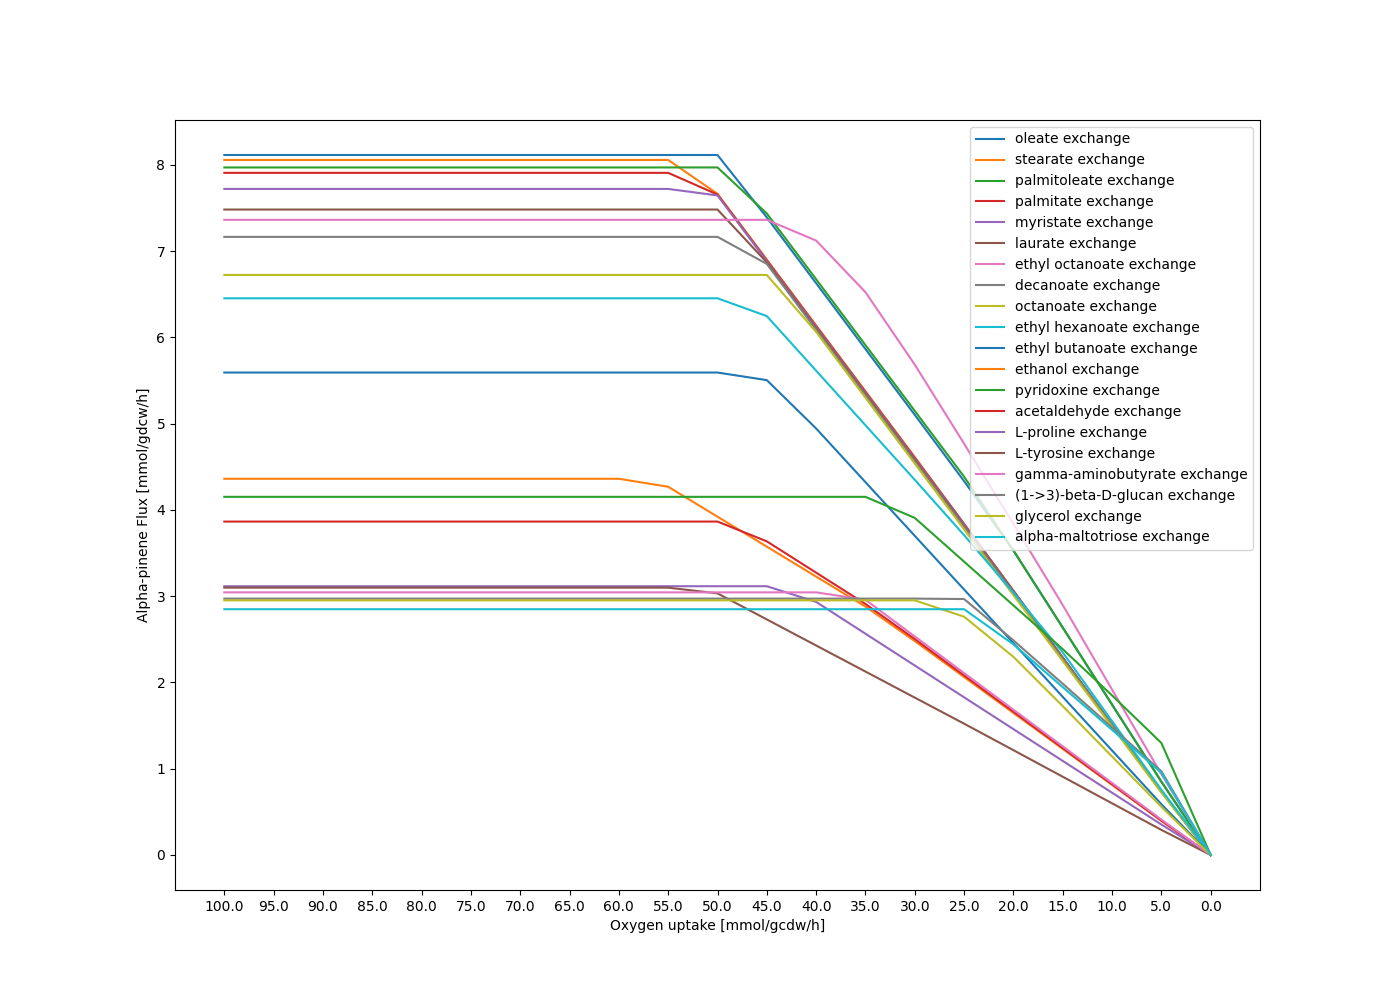 oleate exchange
stearate exchange
palmitoleate exchange
palmitate exchange
myristate exchange
laurate exchange
ethyl octanoate exchange
decanoate exchange
octanoate exchange
ethyl hexanoate exchange
ethyl butanoate exchange
ethanol exchange
pyridoxine exchange
acetaldehyde exchange
L-proline exchange
L-tyrosine exchange
gamma-aminobutyrate exchange
(1->3)-beta-D-glucan exchange
glycerol exchange
alpha-maltotriose exchange
8
7
6
5
4
3
2
1
0
Alpha-pinene Flux [mmol/gdcw/h]
100.0 95.0 90.0 85.0 80.0 75.0 70.0 65.0 60.0 55.0 50.0 45.0 40.0 35.0 30.0 25.0 20.0 15.0 10.0 5.0 0.0
Oxygen uptake [mmol/gcdw/h]